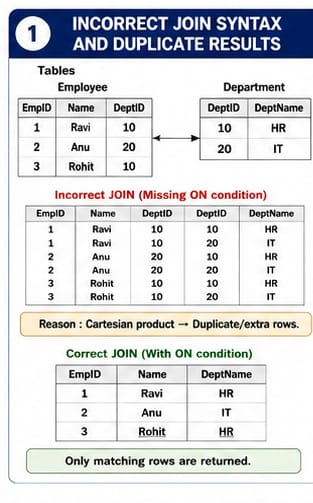 1 INCORRECT JOIN SYNTAX
AND DUPLICATE RESULTS
Tables
Employee
EmpID Name DeptID
1 Ravi 10
2 Anu 20
3 Rohit 10
Department
DeptID DeptName
10 HR
20 IT
Incorrect JOIN (Missing ON condition)
EmpID Name DeptID DeptID DeptName
1 Ravi 10 10 HR
1 Ravi 10 20 IT
2 Anu 20 10 HR
2 Anu 20 20 IT
3 Rohit 10 10 HR
3 Rohit 10 20 IT
Reason : Cartesian product → Duplicate/extra rows.
Correct JOIN (With ON condition)
EmpID Name DeptName
1 Ravi HR
2 Anu IT
3 Rohit HR
Only matching rows are returned.